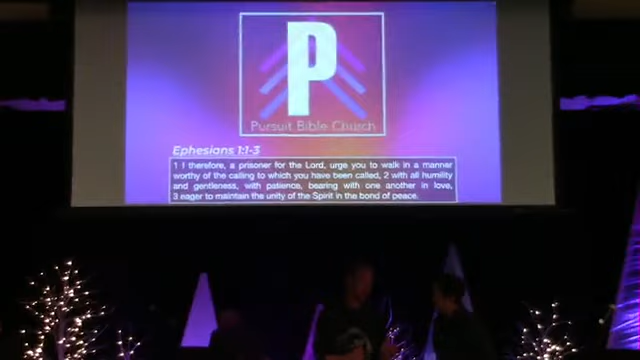 P
Pursuit Bible Church
Ephesians 1:1-3
1 I therefore, a prisoner for the Lord, urge you to walk in a manner
worthy of the calling to which you have been called, 2 with all humility
and gentleness, with patience, bearing with one another in love,
3 eager to maintain the unity of the Spirit in the bond of peace.